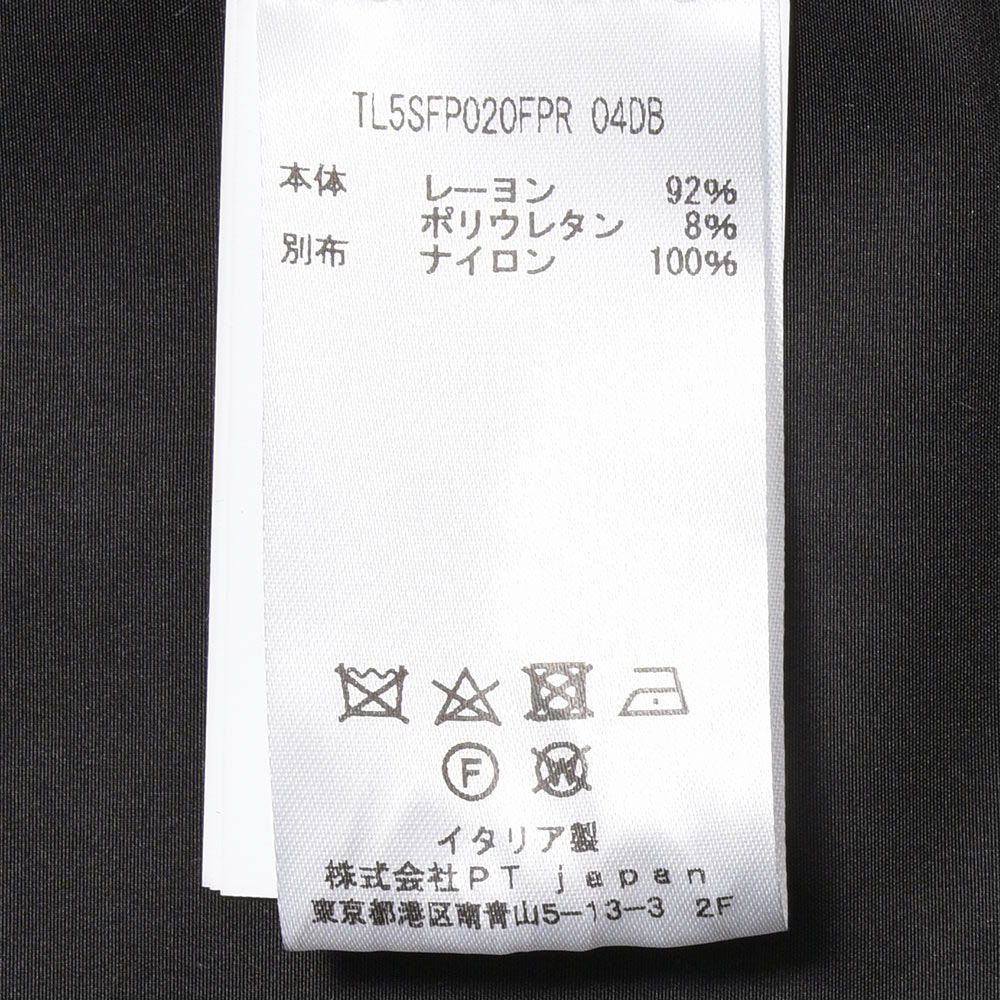 TL5SFP020FPR 04DB
本体 レーヨン 92%
ポリウレタン 8%
別布 ナイロン 100%
F W
イタリア製
株式会社PT japan
東京都港区南青山5-13-3 2F